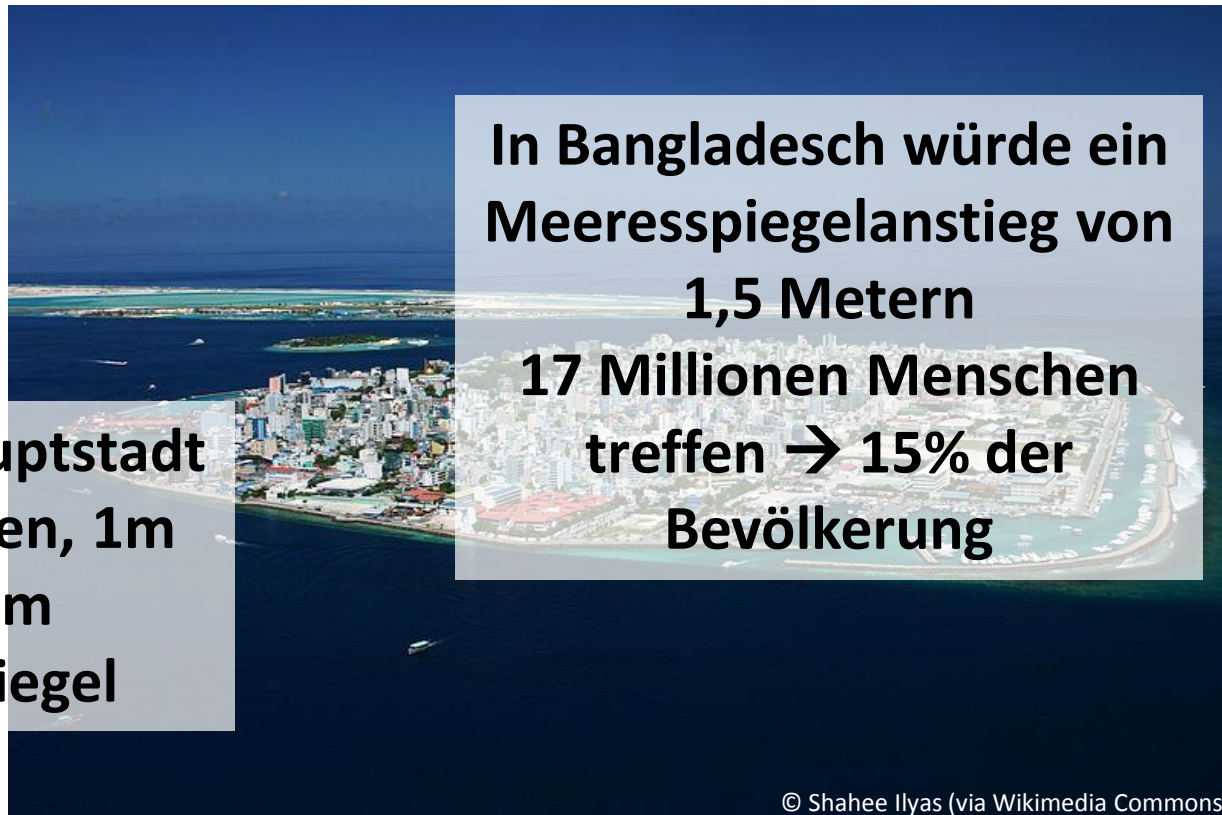 In Bangladesch würde ein
Meeresspiegelanstieg von
1,5 Metern
17 Millionen Menschen
treffen → 15% der
Bevölkerung
uptstadt
en, 1m
m
iegel
© Shahee Ilyas (via Wikimedia Commons